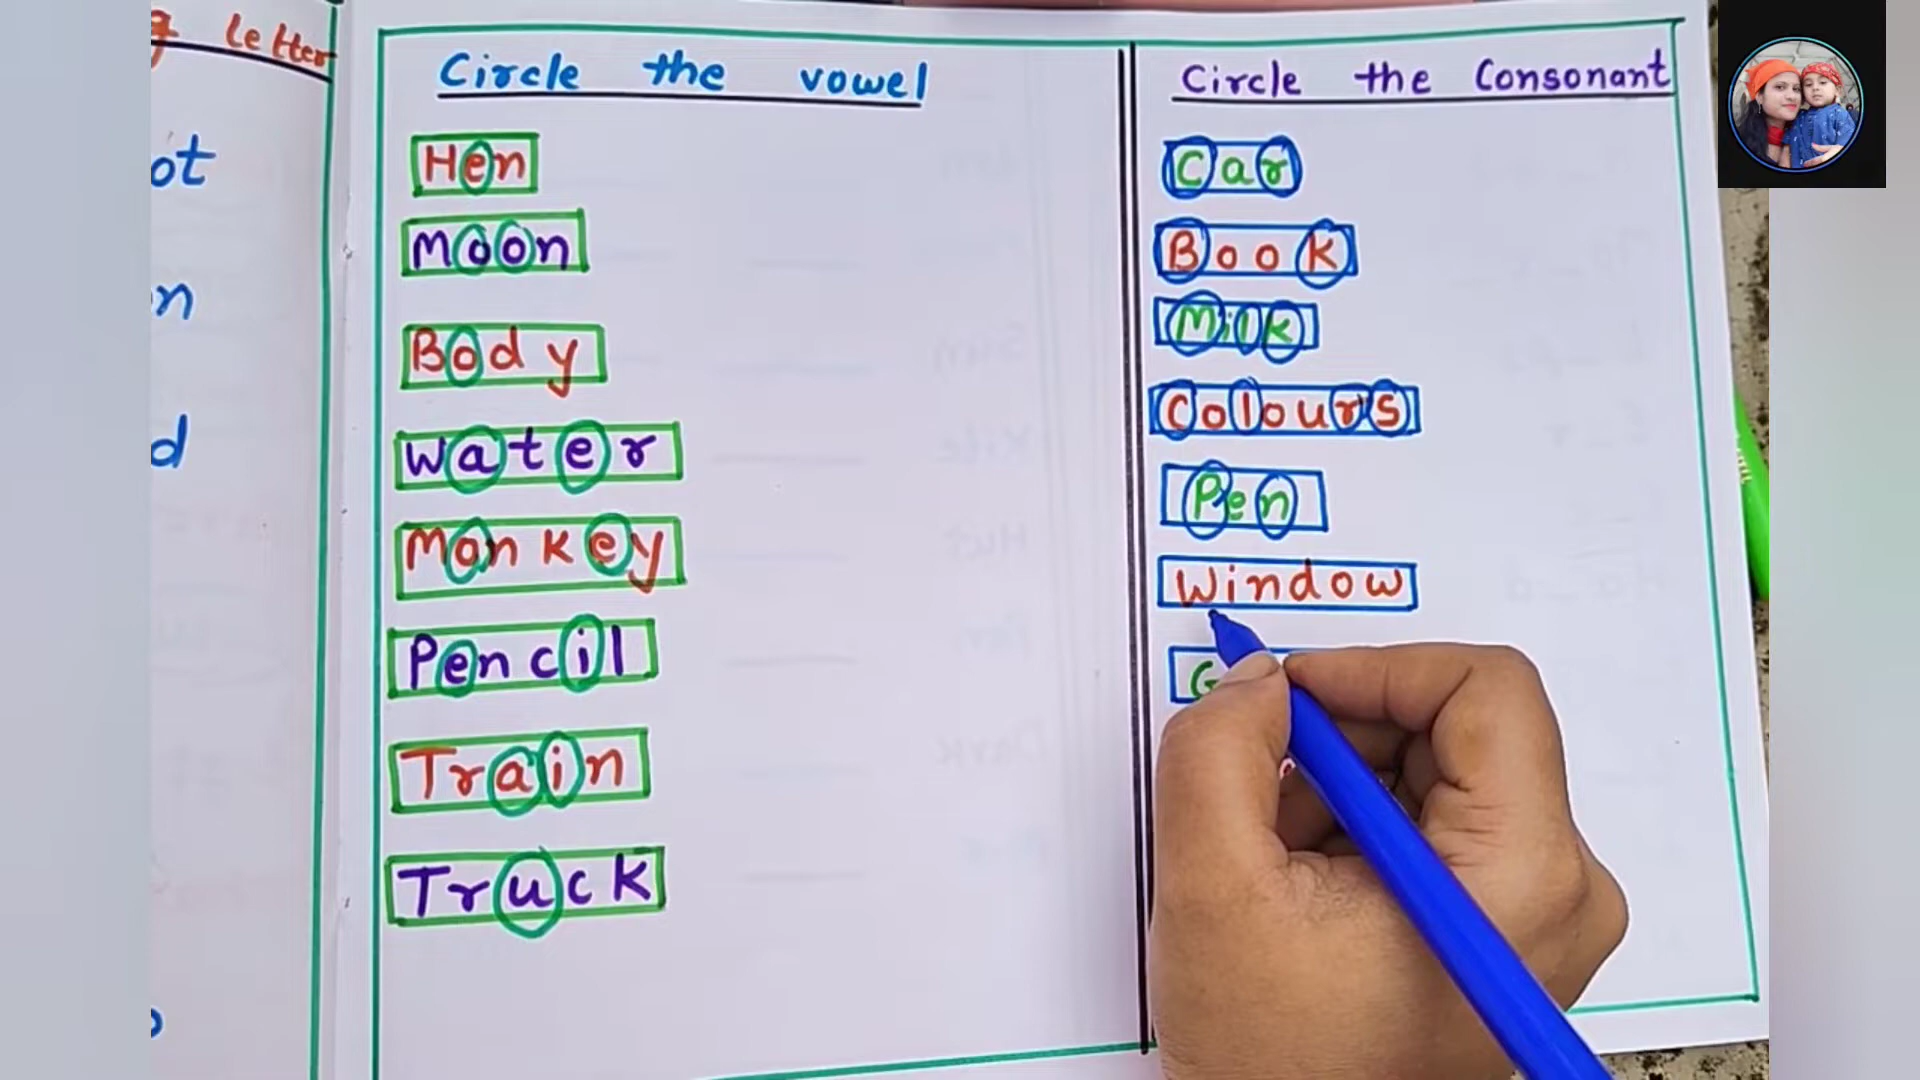 letter
ot
n
d
Circle the vowel
Hen
Moon
Body
Water
Monkey
Pencil
Train
Truck
Circle the Consonant
Car
Book
Milk
Colours
Pen
Window
G